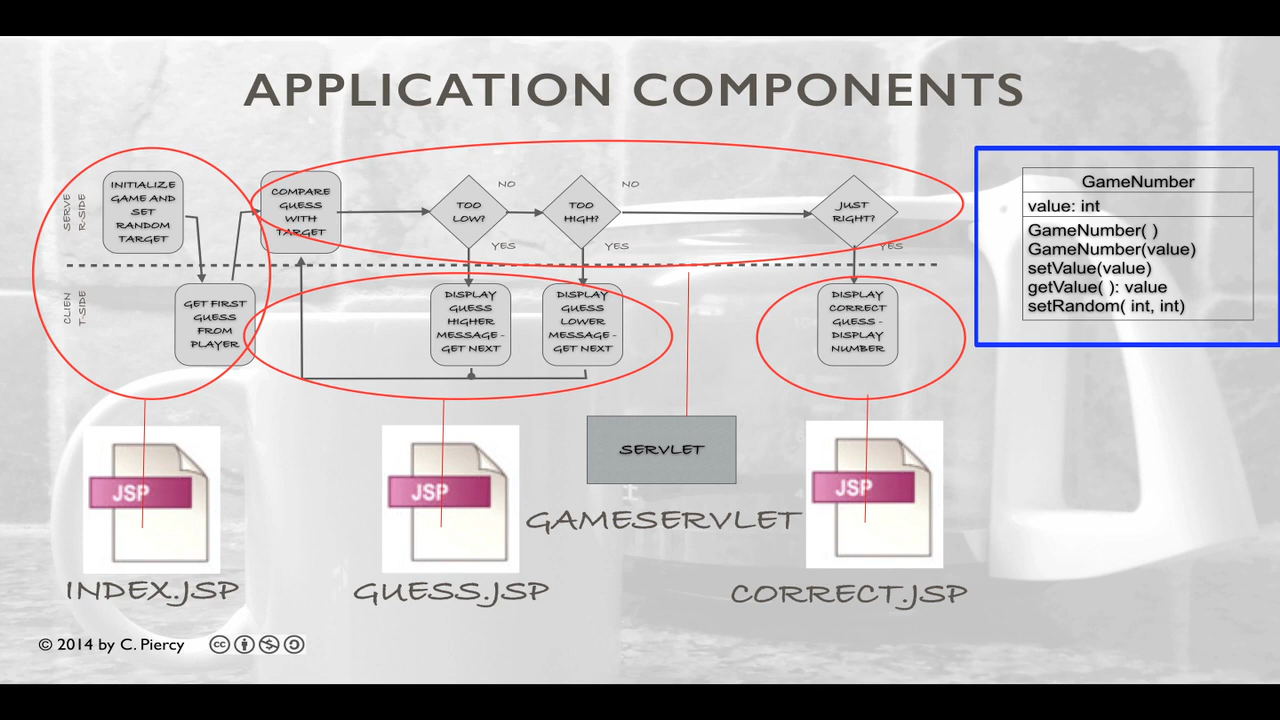 APPLICATION COMPONENTS
SERVE
R-SIDE
INITIALIZE
GAME AND
SET
RANDOM
TARGET
COMPARE
GUESS
WITH
TARGET
TOO
LOW?
NO
TOO
HIGH?
NO
JUST
RIGHT?
YES
YES
YES
CLIEN
T-SIDE
GET FIRST
GUESS
FROM
PLAYER
DISPLAY
GUESS
HIGHER
MESSAGE -
GET NEXT
DISPLAY
GUESS
LOWER
MESSAGE -
GET NEXT
DISPLAY
CORRECT
GUESS -
DISPLAY
NUMBER
GameNumber
value: int
GameNumber( )
GameNumber(value)
setValue(value)
getValue( ): value
setRandom( int, int)
JSP
INDEX.JSP
JSP
GUESS.JSP
SERVLET
GAMESERVLET
JSP
CORRECT.JSP
© 2014 by C. Piercy
cc